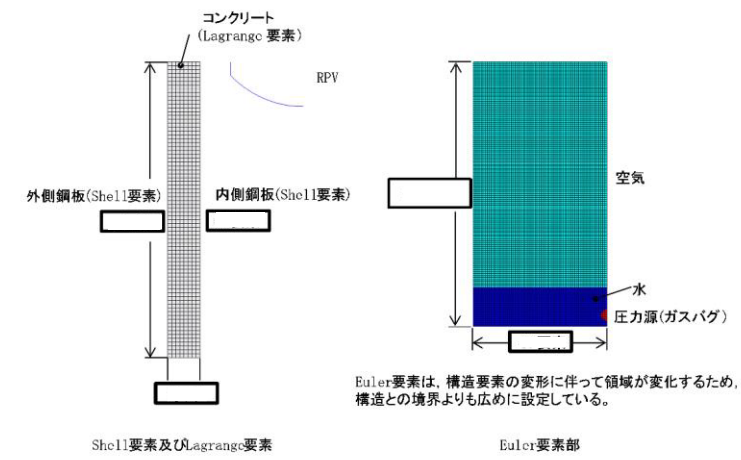 コンクリート
(Lagrange 要素)
RPV
外側鋼板(Shell要素)
内側鋼板(Shell要素)
空気
水
圧力源(ガスバグ)
Euler要素は, 構造要素の変形に伴って領域が変化するため,
構造との境界よりも広めに設定している。
Shell要素及びLagrange要素
Euler要素部